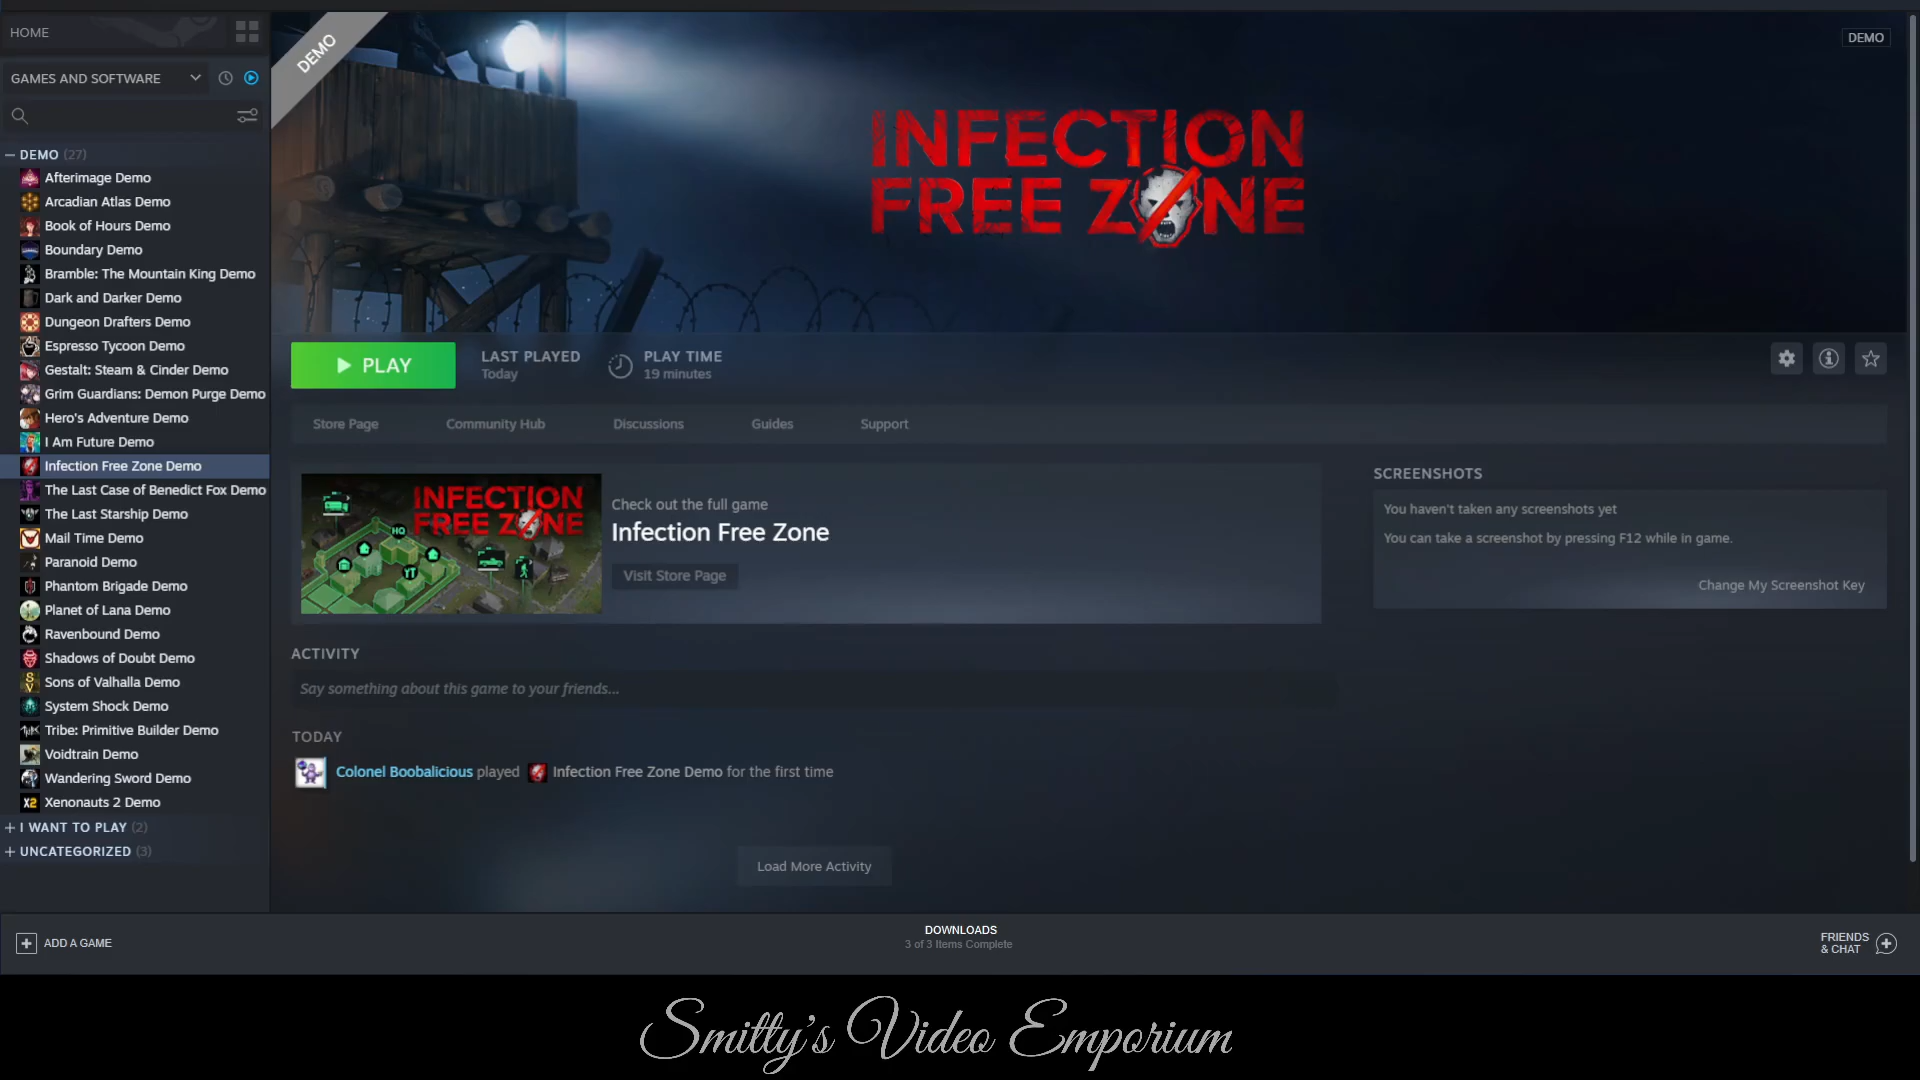 HOME
GAMES AND SOFTWARE
DEMO (27)
Afterimage Demo
Arcadian Atlas Demo
Book of Hours Demo
Boundary Demo
Bramble: The Mountain King Demo
Dark and Darker Demo
Dungeon Drafters Demo
Espresso Tycoon Demo
Gestalt: Steam & Cinder Demo
Grim Guardians: Demon Purge Demo
Hero's Adventure Demo
I Am Future Demo
Infection Free Zone Demo
The Last Case of Benedict Fox Demo
The Last Starship Demo
Mail Time Demo
Paranoid Demo
Phantom Brigade Demo
Planet of Lana Demo
Ravenbound Demo
Shadows of Doubt Demo
Sons of Valhalla Demo
System Shock Demo
Tribe: Primitive Builder Demo
Voidtrain Demo
Wandering Sword Demo
X2 Xenonauts 2 Demo
I WANT TO PLAY (2)
UNCATEGORIZED (3)
DEMO
DEMO
INFECTION
FREE ZONE
PLAY
LAST PLAYED
Today
PLAY TIME
19 minutes
Store Page
Community Hub
Discussions
Guides
Support
INFECTION
FREE ZONE
HQ
YT
Check out the full game
Infection Free Zone
Visit Store Page
SCREENSHOTS
You haven't taken any screenshots yet
You can take a screenshot by pressing F12 while in game.
Change My Screenshot Key
ACTIVITY
Say something about this game to your friends...
TODAY
Colonel Boobalicious played Infection Free Zone Demo for the first time
Load More Activity
ADD A GAME
DOWNLOADS
3 of 3 Items Complete
FRIENDS
& CHAT
Smitty's Video Emporium